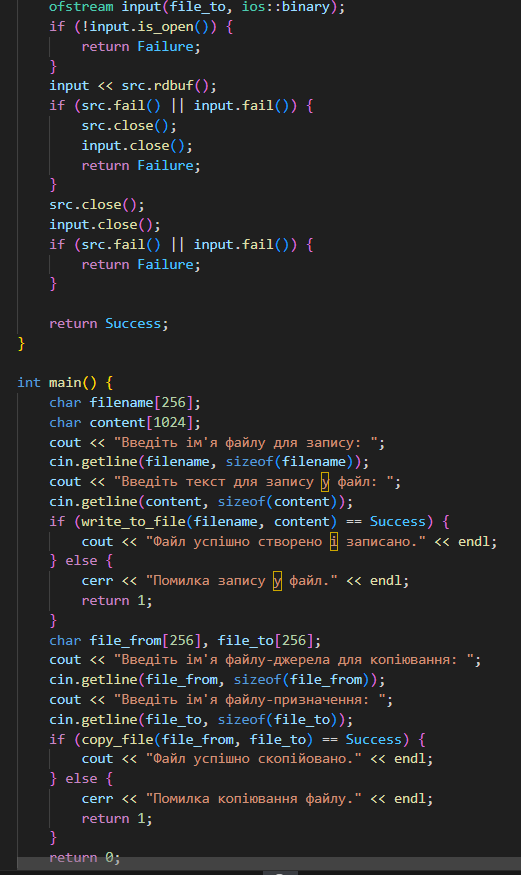 ofstream input(file_to, ios::binary);
    if (!input.is_open()) {
        return Failure;
    }
    input << src.rdbuf();
    if (src.fail() || input.fail()) {
        src.close();
        input.close();
        return Failure;
    }
    src.close();
    input.close();
    if (src.fail() || input.fail()) {
        return Failure;
    }

    return Success;
}

int main() {
    char filename[256];
    char content[1024];
    cout << "Введіть ім'я файлу для запису: ";
    cin.getline(filename, sizeof(filename));
    cout << "Введіть текст для запису у файл: ";
    cin.getline(content, sizeof(content));
    if (write_to_file(filename, content) == Success) {
        cout << "Файл успішно створено і записано." << endl;
    } else {
        cerr << "Помилка запису у файл." << endl;
        return 1;
    }
    char file_from[256], file_to[256];
    cout << "Введіть ім'я файлу-джерела для копіювання: ";
    cin.getline(file_from, sizeof(file_from));
    cout << "Введіть ім'я файлу-призначення: ";
    cin.getline(file_to, sizeof(file_to));
    if (copy_file(file_from, file_to) == Success) {
        cout << "Файл успішно скопійовано." << endl;
    } else {
        cerr << "Помилка копіювання файлу." << endl;
        return 1;
    }
    return 0;